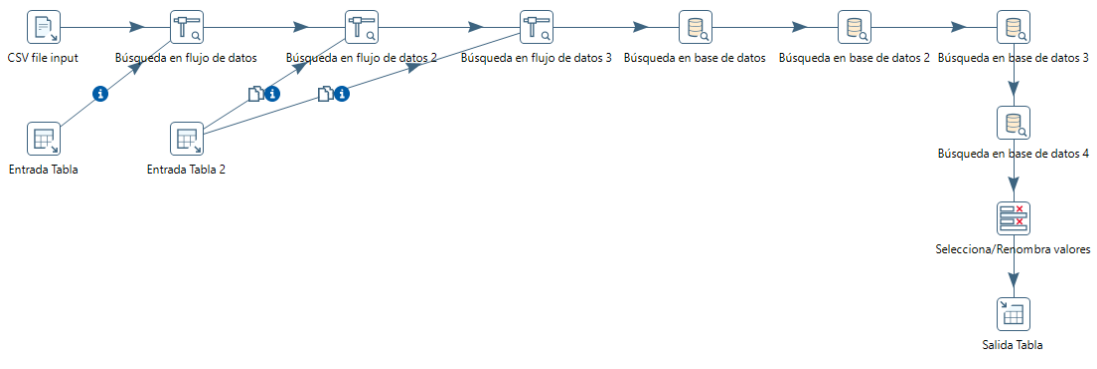 CSV file input
Búsqueda en flujo de datos
Búsqueda en flujo de datos 2
Búsqueda en flujo de datos 3
Búsqueda en base de datos
Búsqueda en base de datos 2
Búsqueda en base de datos 3
Entrada Tabla
Entrada Tabla 2
Búsqueda en base de datos 4
Selecciona/Renombra valores
Salida Tabla